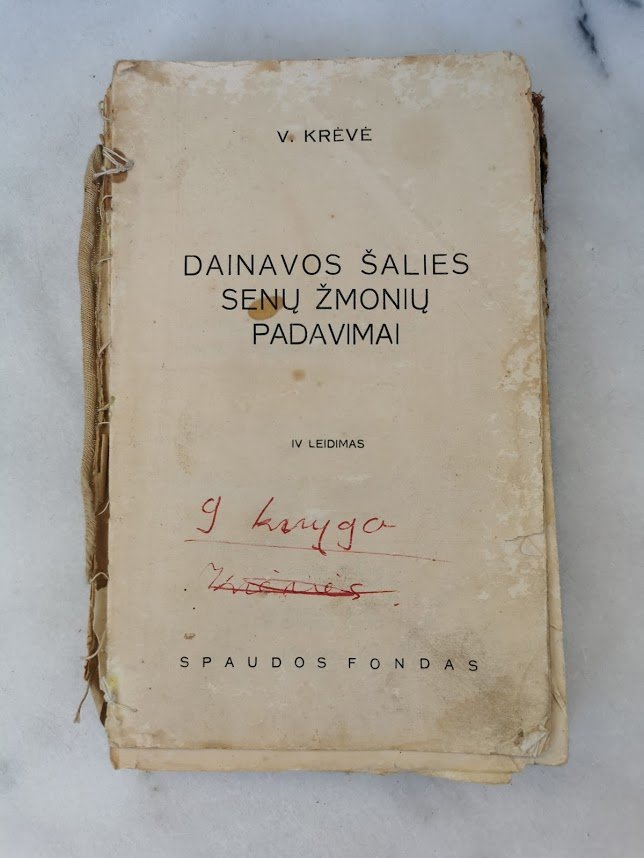 V. KRĖVĖ
DAINAVOS ŠALIES
SENŲ ŽMONIŲ
PADAVIMAI
IV LEIDIMAS
9 knyga
SPAUDOS FONDAS